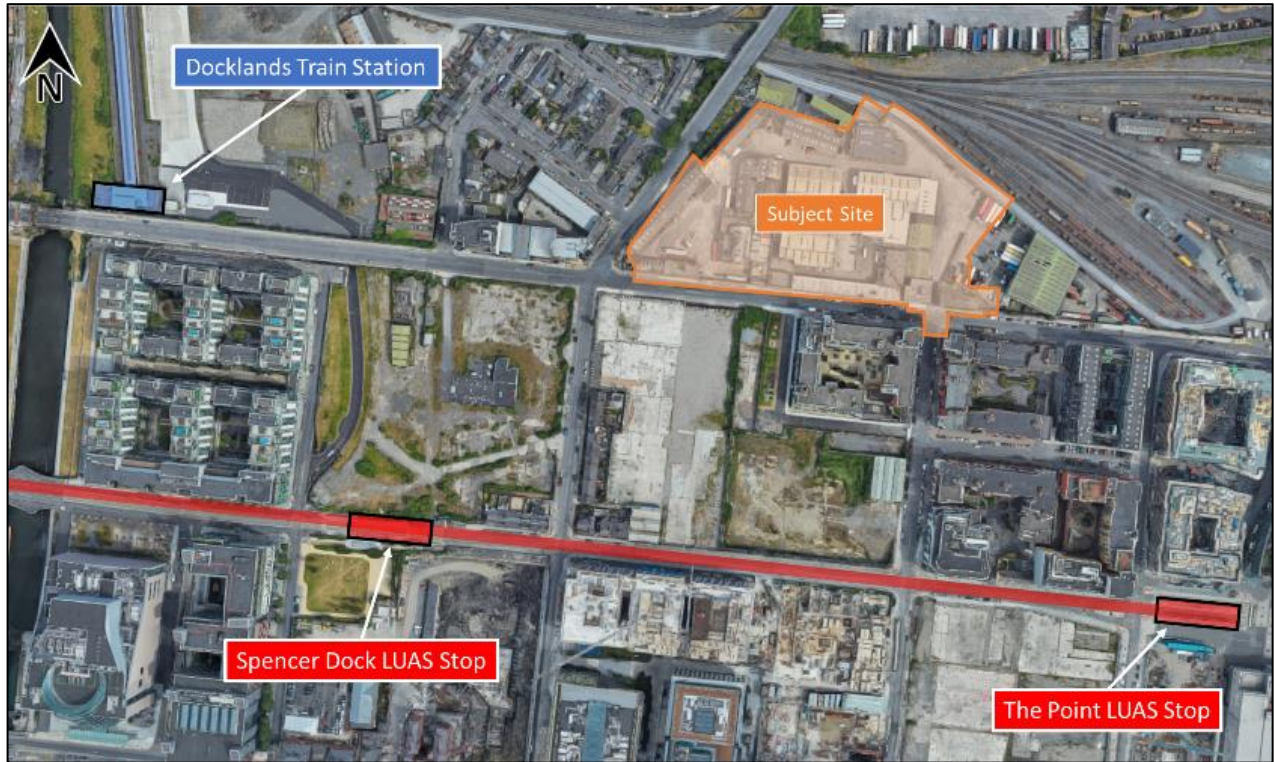 N
Docklands Train Station
Subject Site
Spencer Dock LUAS Stop
The Point LUAS Stop